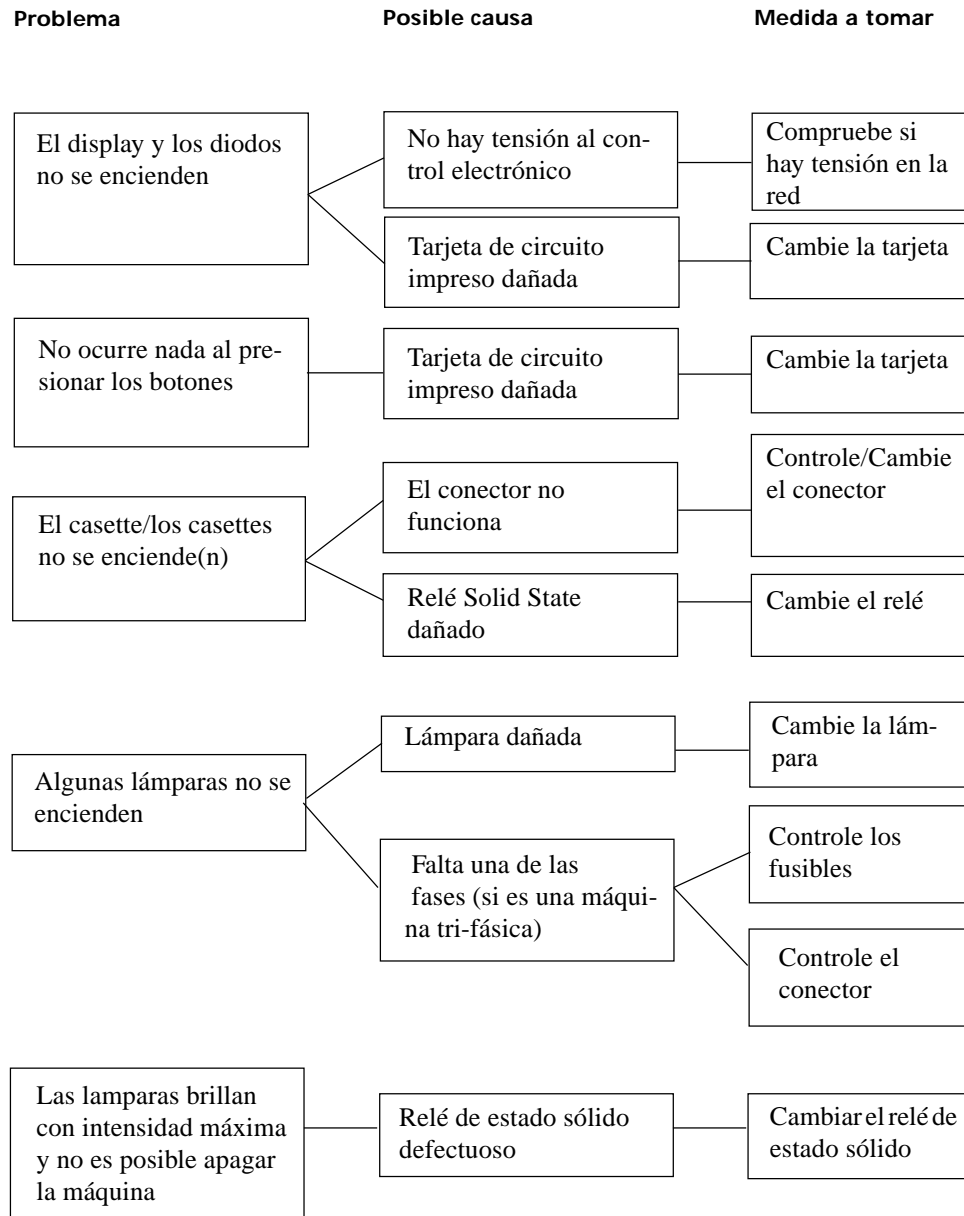 Problema
Posible causa
Medida a tomar
El display y los diodos
no se encienden
No hay tensión al con-
trol electrónico
Compruebe si
hay tensión en la
red
Tarjeta de circuito
impreso dañada
Cambie la tarjeta
No ocurre nada al pre-
sionar los botones
Tarjeta de circuito
impreso dañada
Cambie la tarjeta
El casette/los casettes
no se enciende(n)
El conector no
funciona
Controle/Cambie
el conector
Relé Solid State
dañado
Cambie el relé
Algunas lámparas no se
encienden
Lámpara dañada
Cambie la lám-
para
Falta una de las
fases (si es una máqui-
na tri-fásica)
Controle los
fusibles
Controle el
conector
Las lamparas brillan
con intensidad máxima
y no es posible apagar
la máquina
Relé de estado sólido
defectuoso
Cambiar el relé de
estado sólido